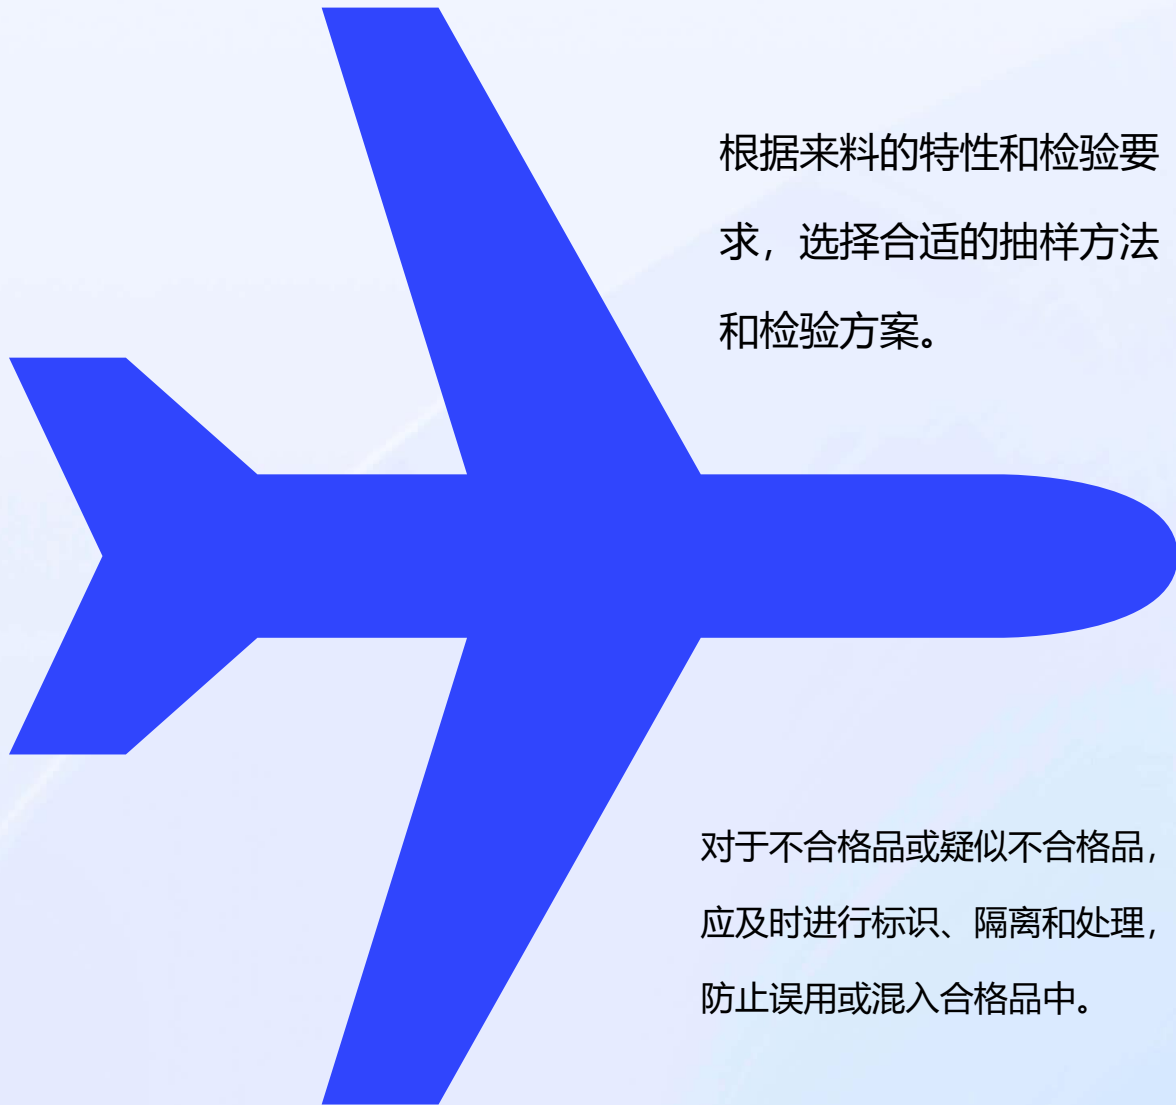 根据来料的特性和检验要
求，选择合适的抽样方法
和检验方案。
对于不合格品或疑似不合格品，
应及时进行标识、隔离和处理，
防止误用或混入合格品中。